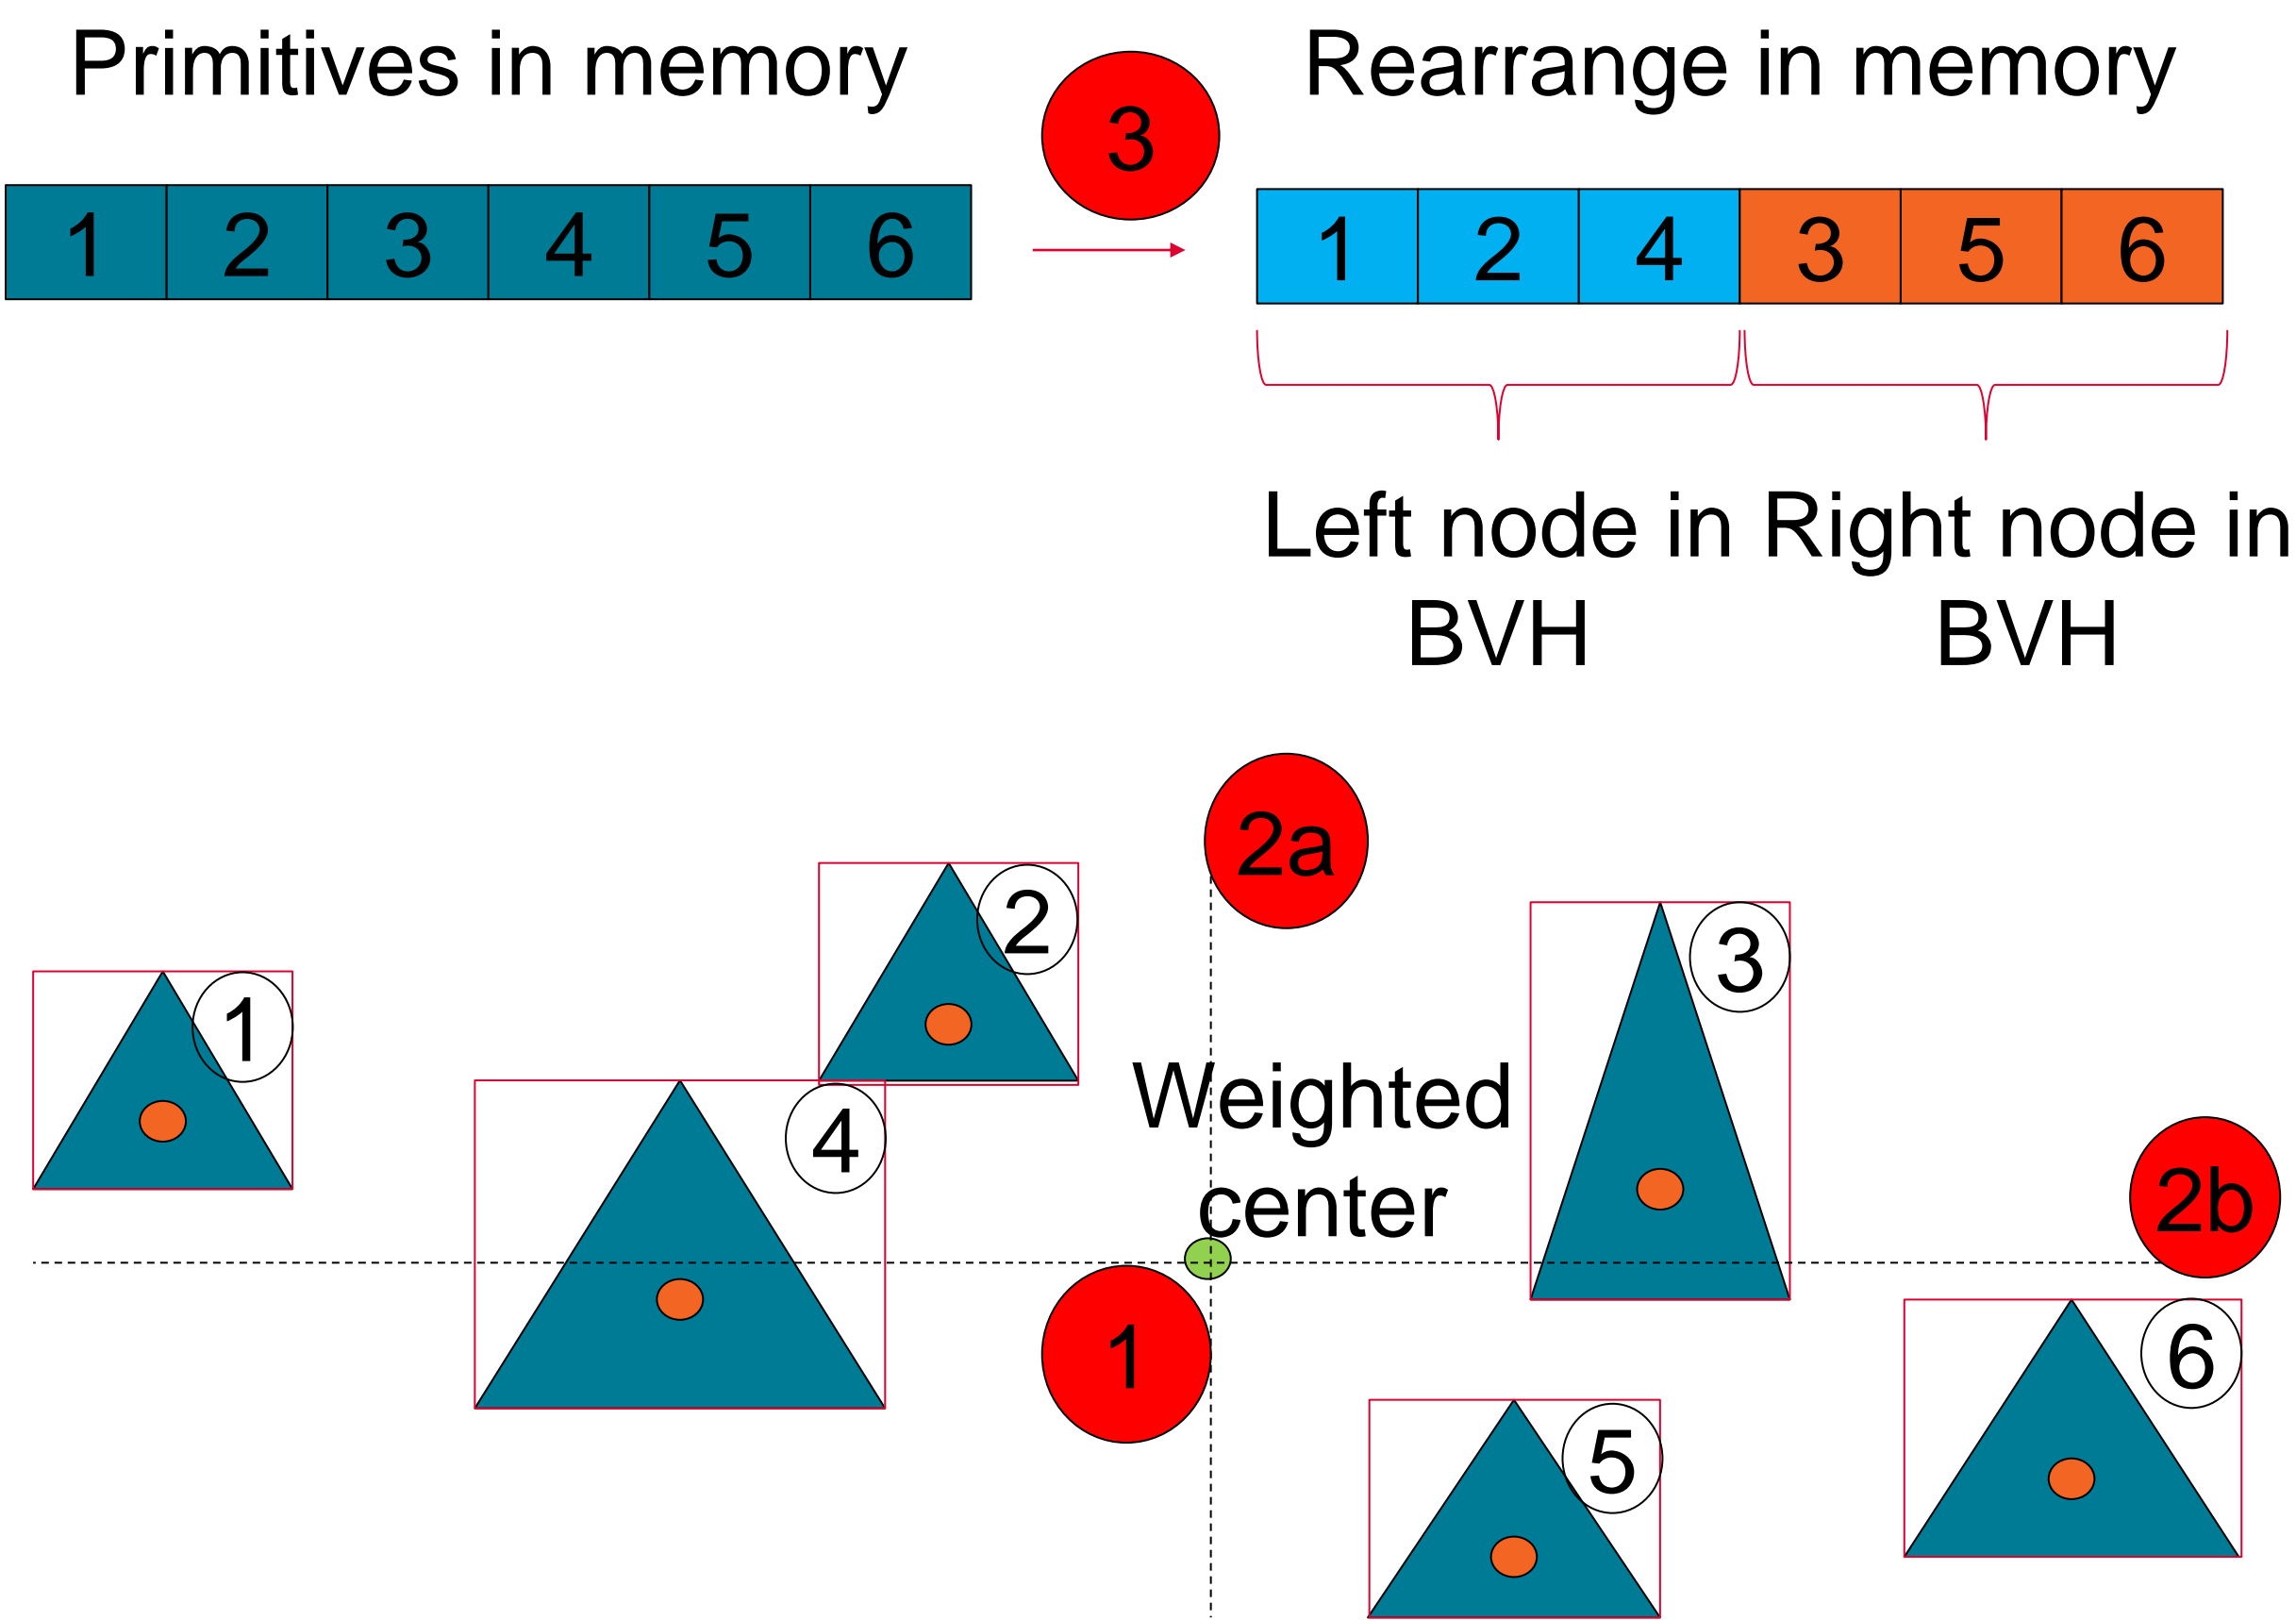 Primitives in memory
3
Rearrange in memory
1 2 3 4 5 6
1 2 4 3 5 6
Left node in
BVH
Right node in
BVH
2a
2
3
1
Weighted
center
4
2b
1
6
5